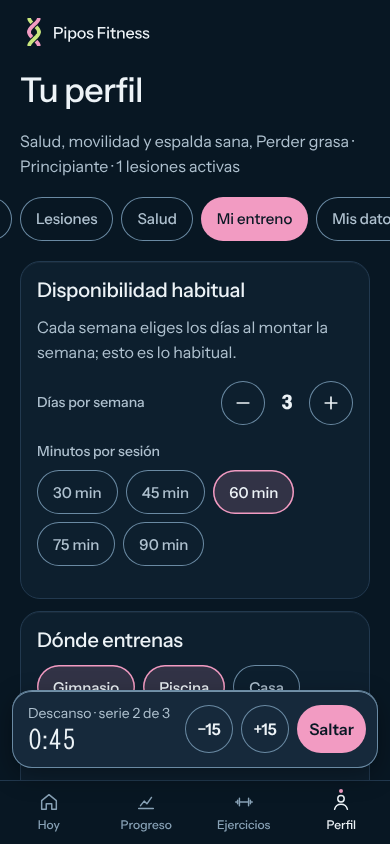 Pipos Fitness
Tu perfil
Salud, movilidad y espalda sana, Perder grasa ·
Principiante · 1 lesiones activas
Lesiones
Salud
Mi entreno
Mis dato
Disponibilidad habitual
Cada semana eliges los días al montar la
semana; esto es lo habitual.
Días por semana
3
Minutos por sesión
30 min
45 min
60 min
75 min
90 min
Dónde entrenas
Gimnasio
Piscina
Casa
Descanso · serie 2 de 3
0:45
−15
+15
Saltar
Hoy
Progreso
Ejercicios
Perfil